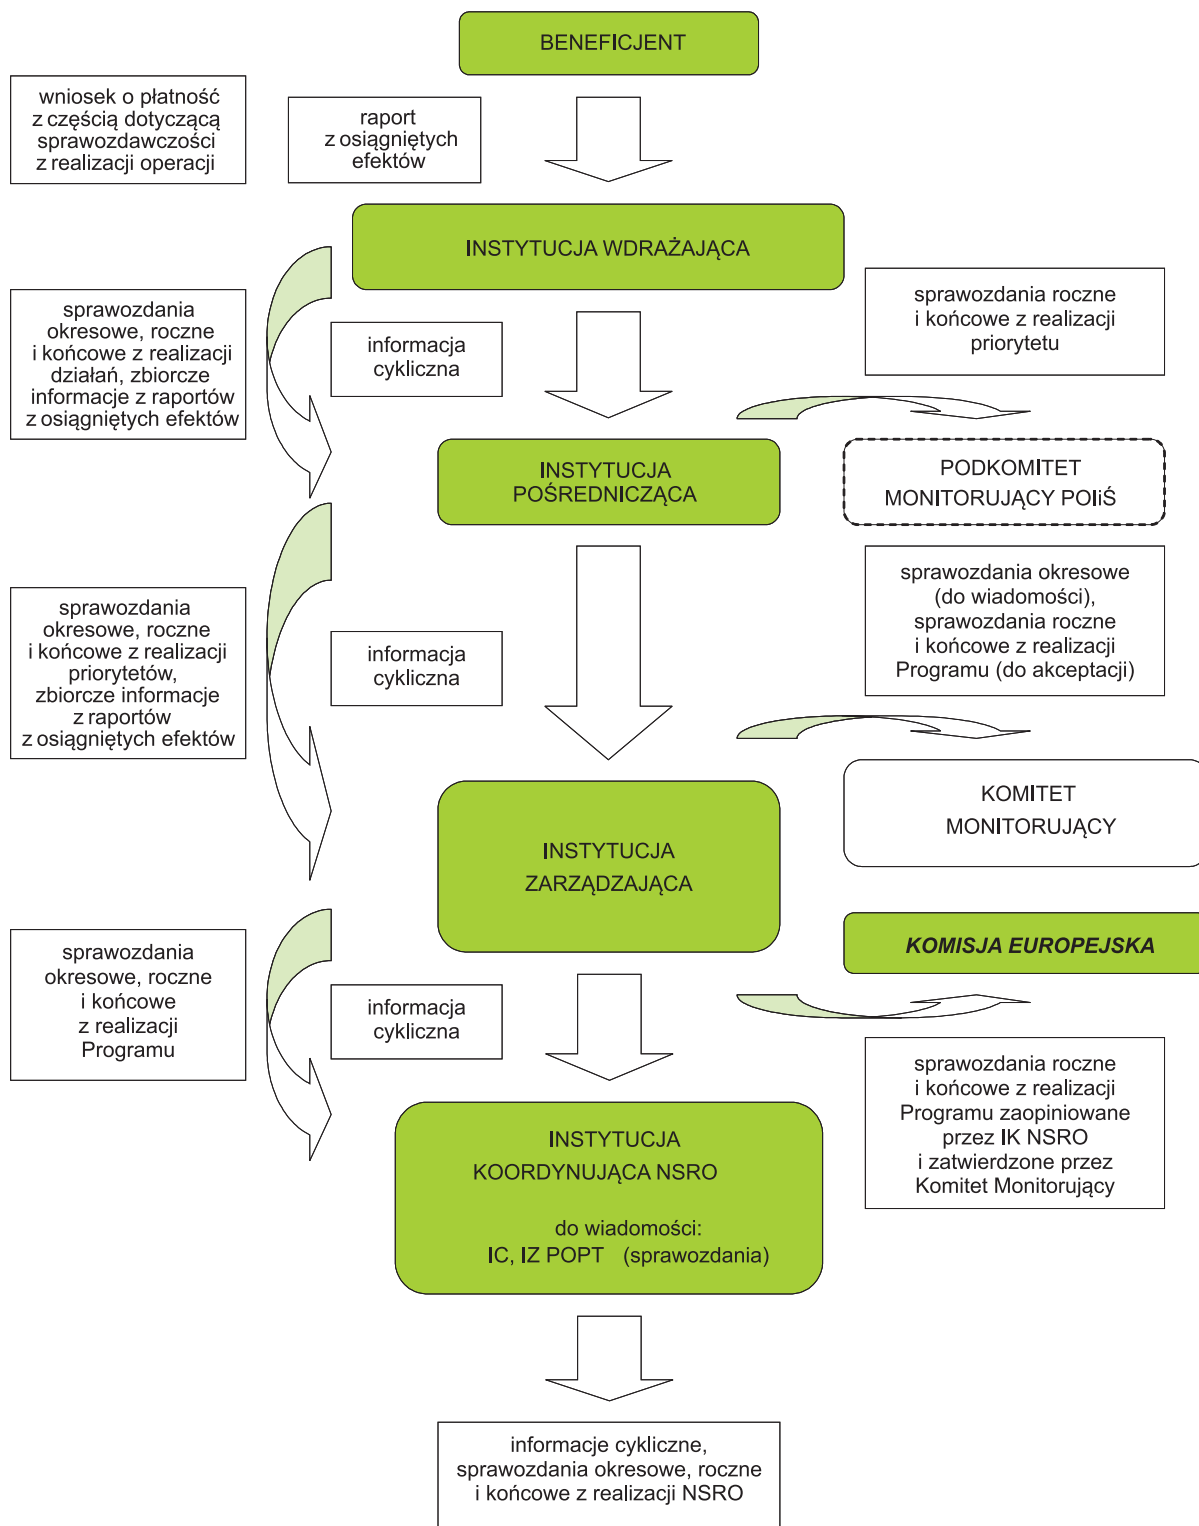 BENEFICJENT
wniosek o płatność
z częścią dotyczącą
sprawozdawczości
z realizacji operacji
raport
z osiągniętych
efektów
INSTYTUCJA WDRAŻAJĄCA
sprawozdania
okresowe, roczne
i końcowe z realizacji
działań, zbiorcze
informacje z raportów
z osiągniętych efektów
informacja
cykliczna
sprawozdania roczne
i końcowe z realizacji
priorytetu
INSTYTUCJA
POŚREDNICZĄCA
PODKOMITET
MONITORUJĄCY POIiŚ
sprawozdania okresowe
(do wiadomości),
sprawozdania roczne
i końcowe z realizacji
Programu (do akceptacji)
sprawozdania
okresowe, roczne
i końcowe z realizacji
priorytetów,
zbiorcze informacje
z raportów
z osiągniętych efektów
informacja
cykliczna
KOMITET
MONITORUJĄCY
INSTYTUCJA
ZARZĄDZAJĄCA
KOMISJA EUROPEJSKA
sprawozdania
okresowe, roczne
i końcowe
z realizacji
Programu
informacja
cykliczna
sprawozdania roczne
i końcowe z realizacji
Programu zaopiniowane
przez IK NSRO
i zatwierdzone przez
Komitet Monitorujący
INSTYTUCJA
KOORDYNUJĄCA NSRO
do wiadomości:
IC, IZ POPT (sprawozdania)
informacje cykliczne,
sprawozdania okresowe, roczne
i końcowe z realizacji NSRO